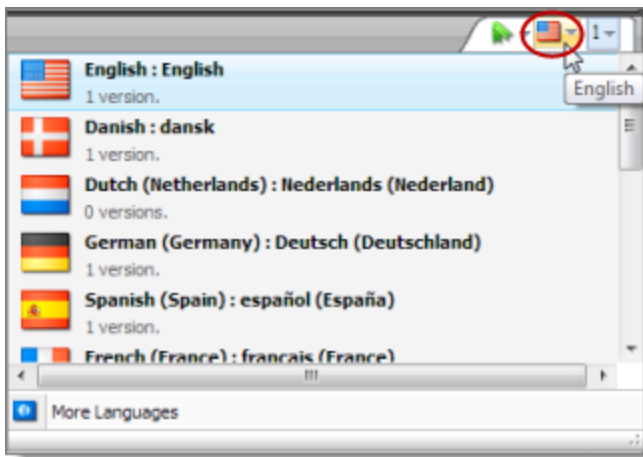 1
English
English : English
1 version.
Danish : dansk
1 version.
Dutch (Netherlands) : Nederlands (Nederland)
0 versions.
German (Germany) : Deutsch (Deutschland)
1 version.
Spanish (Spain) : español (España)
1 version.
French (France) : français (France)
More Languages